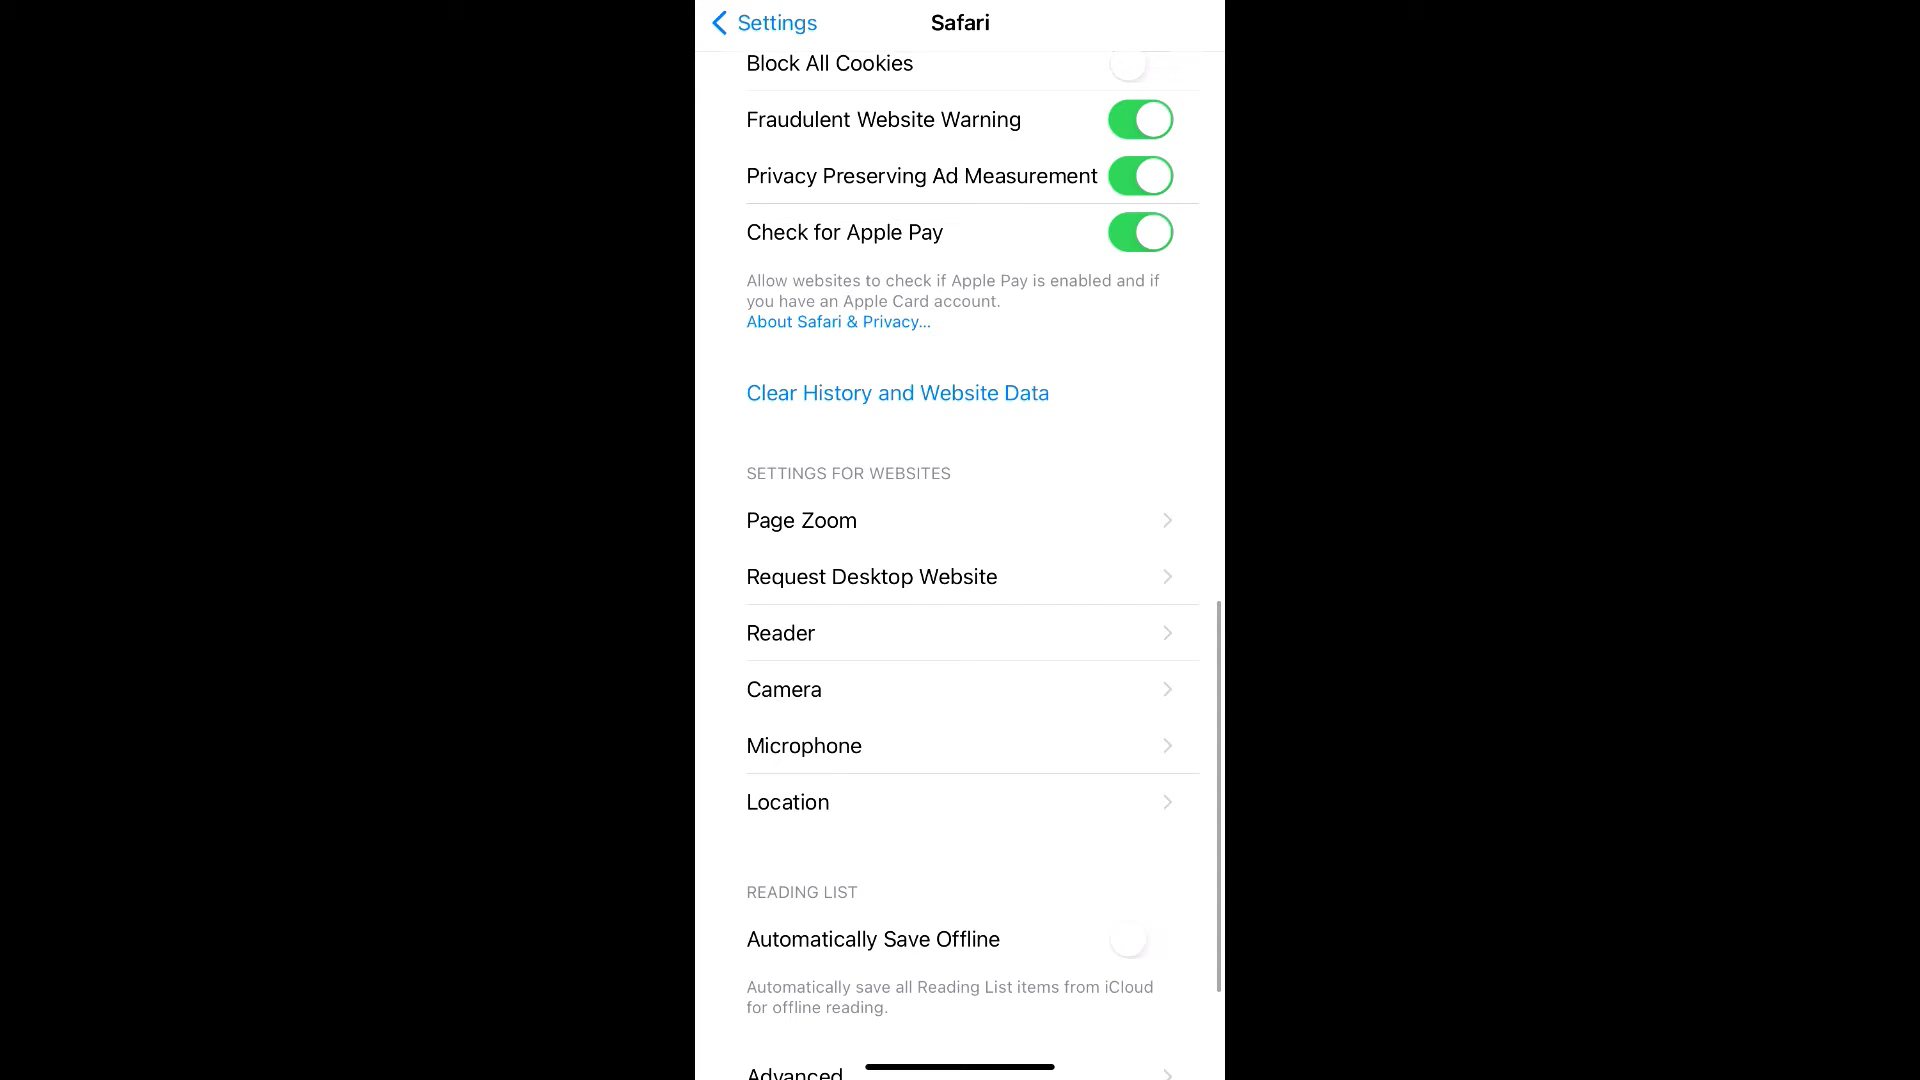 Settings
Safari
Block All Cookies
Fraudulent Website Warning
Privacy Preserving Ad Measurement
Check for Apple Pay
Allow websites to check if Apple Pay is enabled and if
you have an Apple Card account.
About Safari & Privacy...
Clear History and Website Data
SETTINGS FOR WEBSITES
Page Zoom
Request Desktop Website
Reader
Camera
Microphone
Location
READING LIST
Automatically Save Offline
Automatically save all Reading List items from iCloud
for offline reading.
Advanced